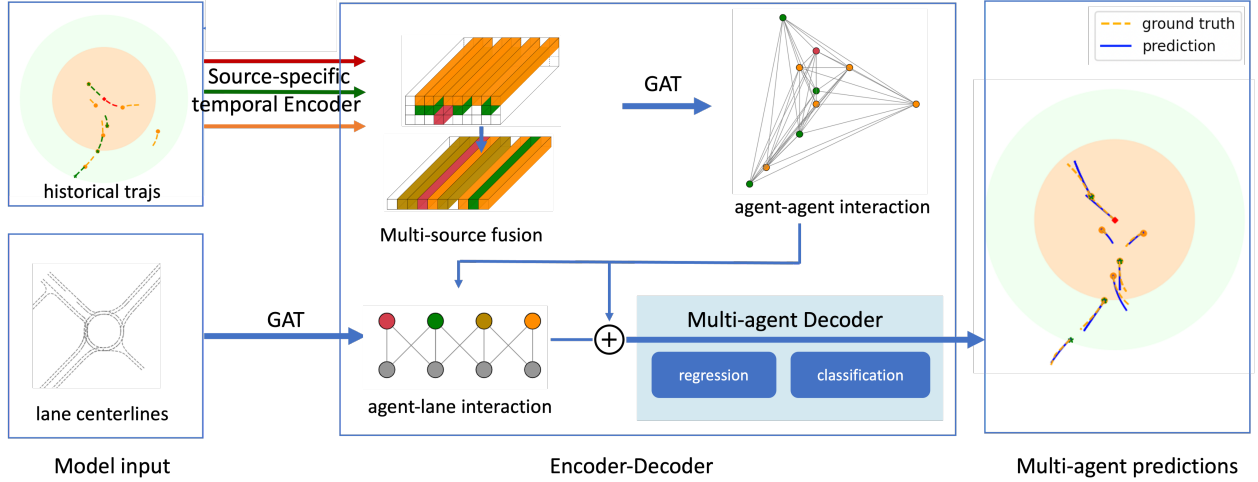 historical trajs
Source-specific
temporal Encoder
Multi-source fusion
GAT
agent-agent interaction
ground truth
prediction
lane centerlines
GAT
agent-lane interaction
+
Multi-agent Decoder
regression
classification
Model input
Encoder-Decoder
Multi-agent predictions